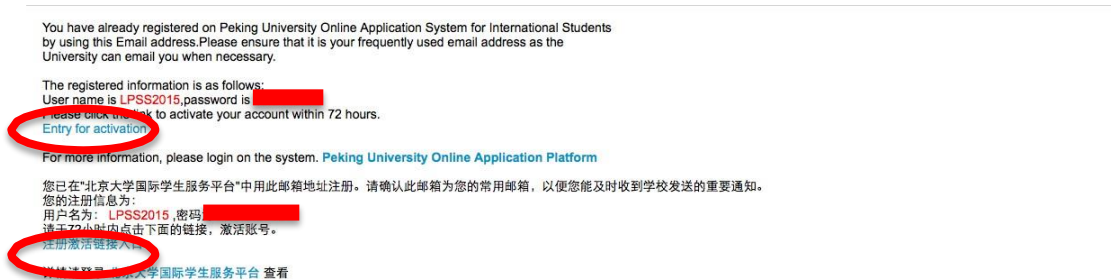 You have already registered on Peking University Online Application System for International Students
by using this Email address.Please ensure that it is your frequently used email address as the
University can email you when necessary.
The registered information is as follows:
User name is LPSS2015,password is
Please click the link to activate your account within 72 hours.
Entry for activation
For more information, please login on the system. Peking University Online Application Platform
您已在"北京大学国际学生服务平台"中用此邮箱地址注册。请确认此邮箱为您的常用邮箱，以便您能及时收到学校发送的重要通知。
您的注册信息为：
用户名为： LPSS2015 ,密码
请于72小时内点击下面的链接，激活账号。
注册激活链接入口
详情请登录 北京大学国际学生服务平台 查看